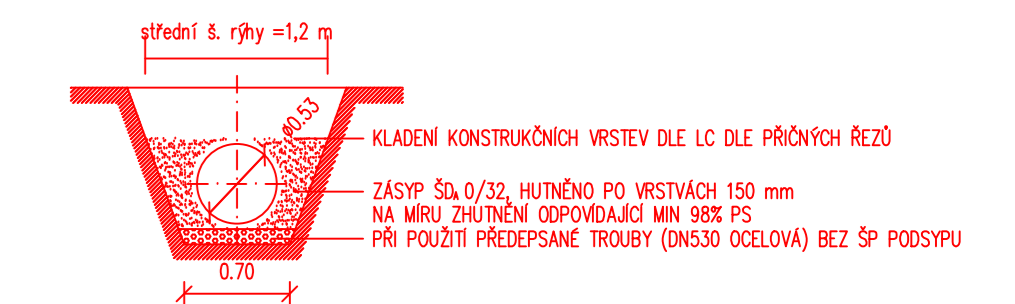 střední š. rýhy =1,2 m
ø0.53
KLADENÍ KONSTRUKČNÍCH VRSTEV DLE LC DLE PŘIČNÝCH ŘEZŮ
ZÁSYP ŠDA 0/32, HUTNĚNO PO VRSTVÁCH 150 mm
NA MÍRU ZHUTNĚNÍ ODPOVÍDAJÍCÍ MIN 98% PS
PŘI POUŽITÍ PŘEDEPSANÉ TROUBY (DN530 OCELOVÁ) BEZ ŠP PODSYPU
0.70